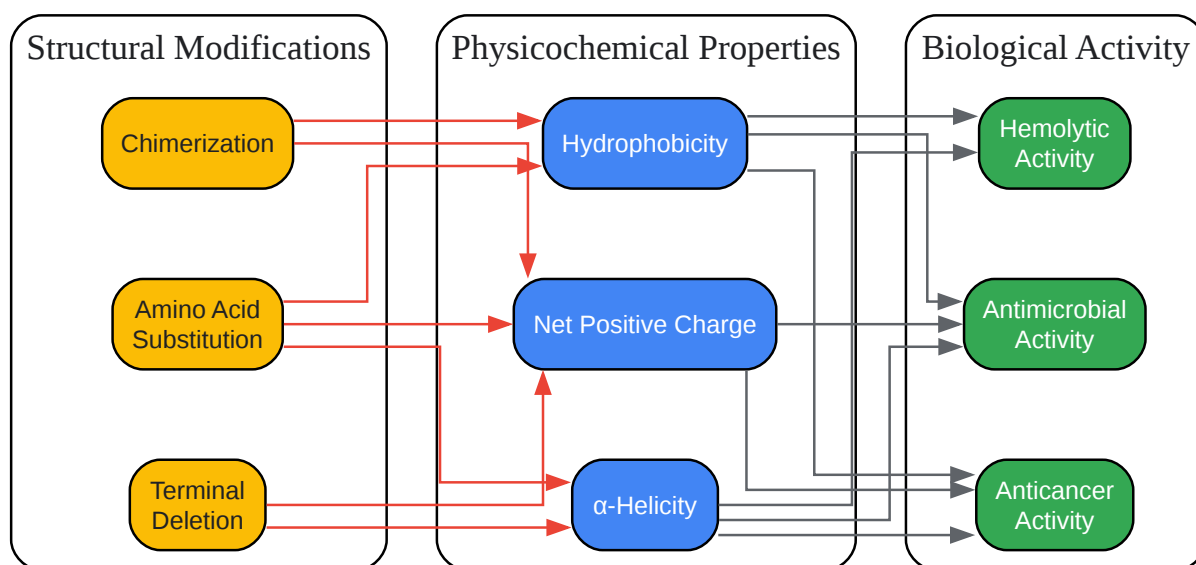 Structural Modifications
Physicochemical Properties
Biological Activity
Chimerization
Hydrophobicity
Hemolytic
Activity
Amino Acid
Substitution
Net Positive Charge
Antimicrobial
Activity
Terminal
Deletion
α-Helicity
Anticancer
Activity